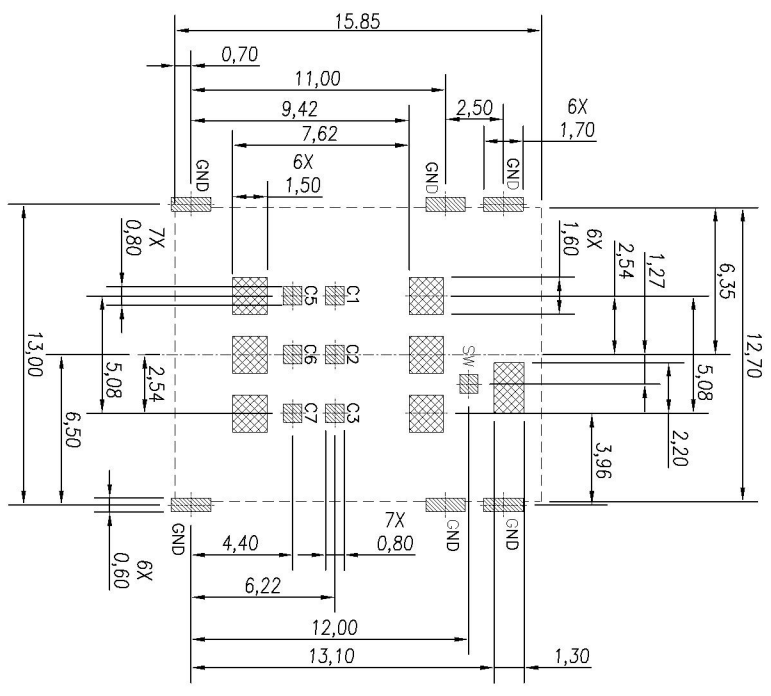 15.85
0,70
11,00
2,50
6X
1,70
9,42
7,62
6X
1,50
GND
GND
GND
7X
0,80
6X
1,60
2,54
1,27
6,35
C5
C1
13,00
5,08
2,54
6,50
C6
C2
SW
12,70
5,08
C7
C3
2,20
3,96
6X
0,60
GND
GND
GND
4,40
7X
0,80
6,22
12,00
13,10
1,30